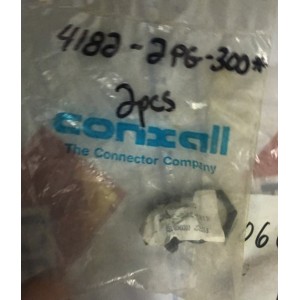 4182-2PG-300*
2pcs
conxall
The Connector Company
06